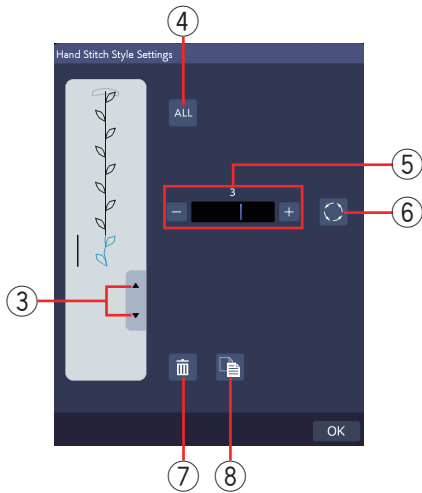 ④
Hand Stitch Style Settings
ALL
⑤
3
− +
⑥
③
⑦
⑧
OK